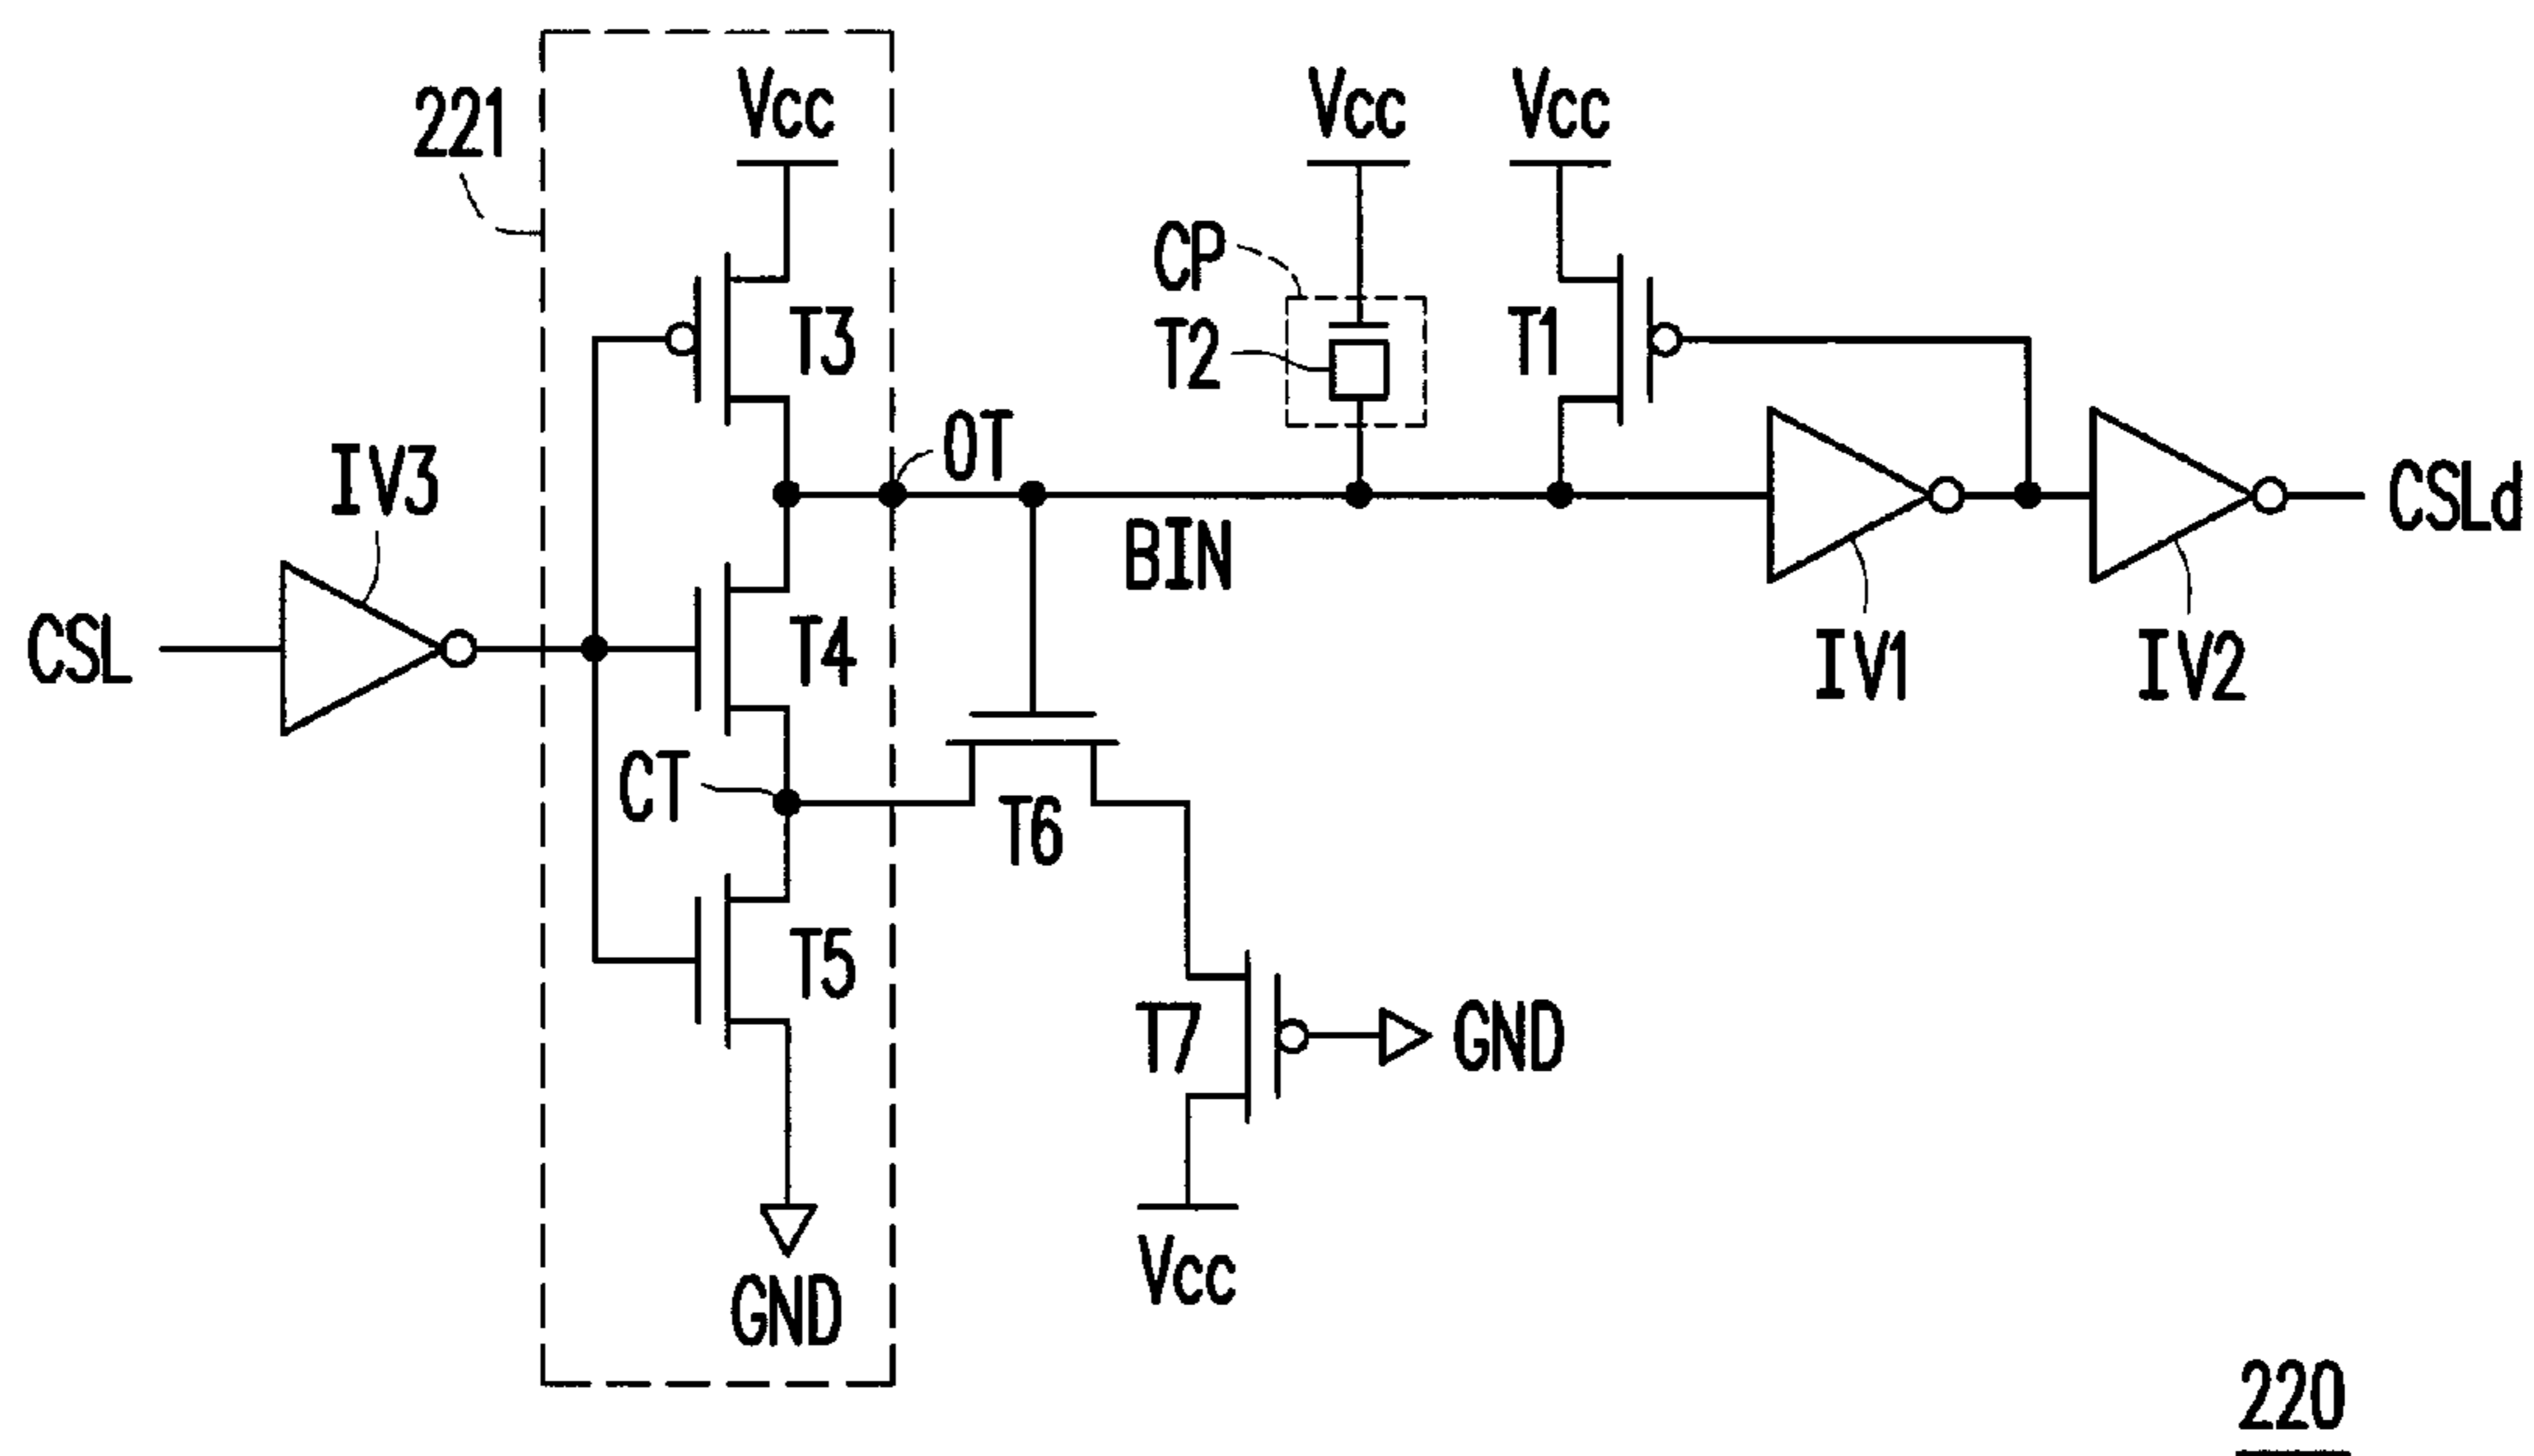 221
Vcc
Vcc
Vcc
CP
T2
T3
T1
OT
IV3
BIN
CSLd
CSL
T4
IV1
IV2
CT
T6
T5
T7
GND
Vcc
GND
220